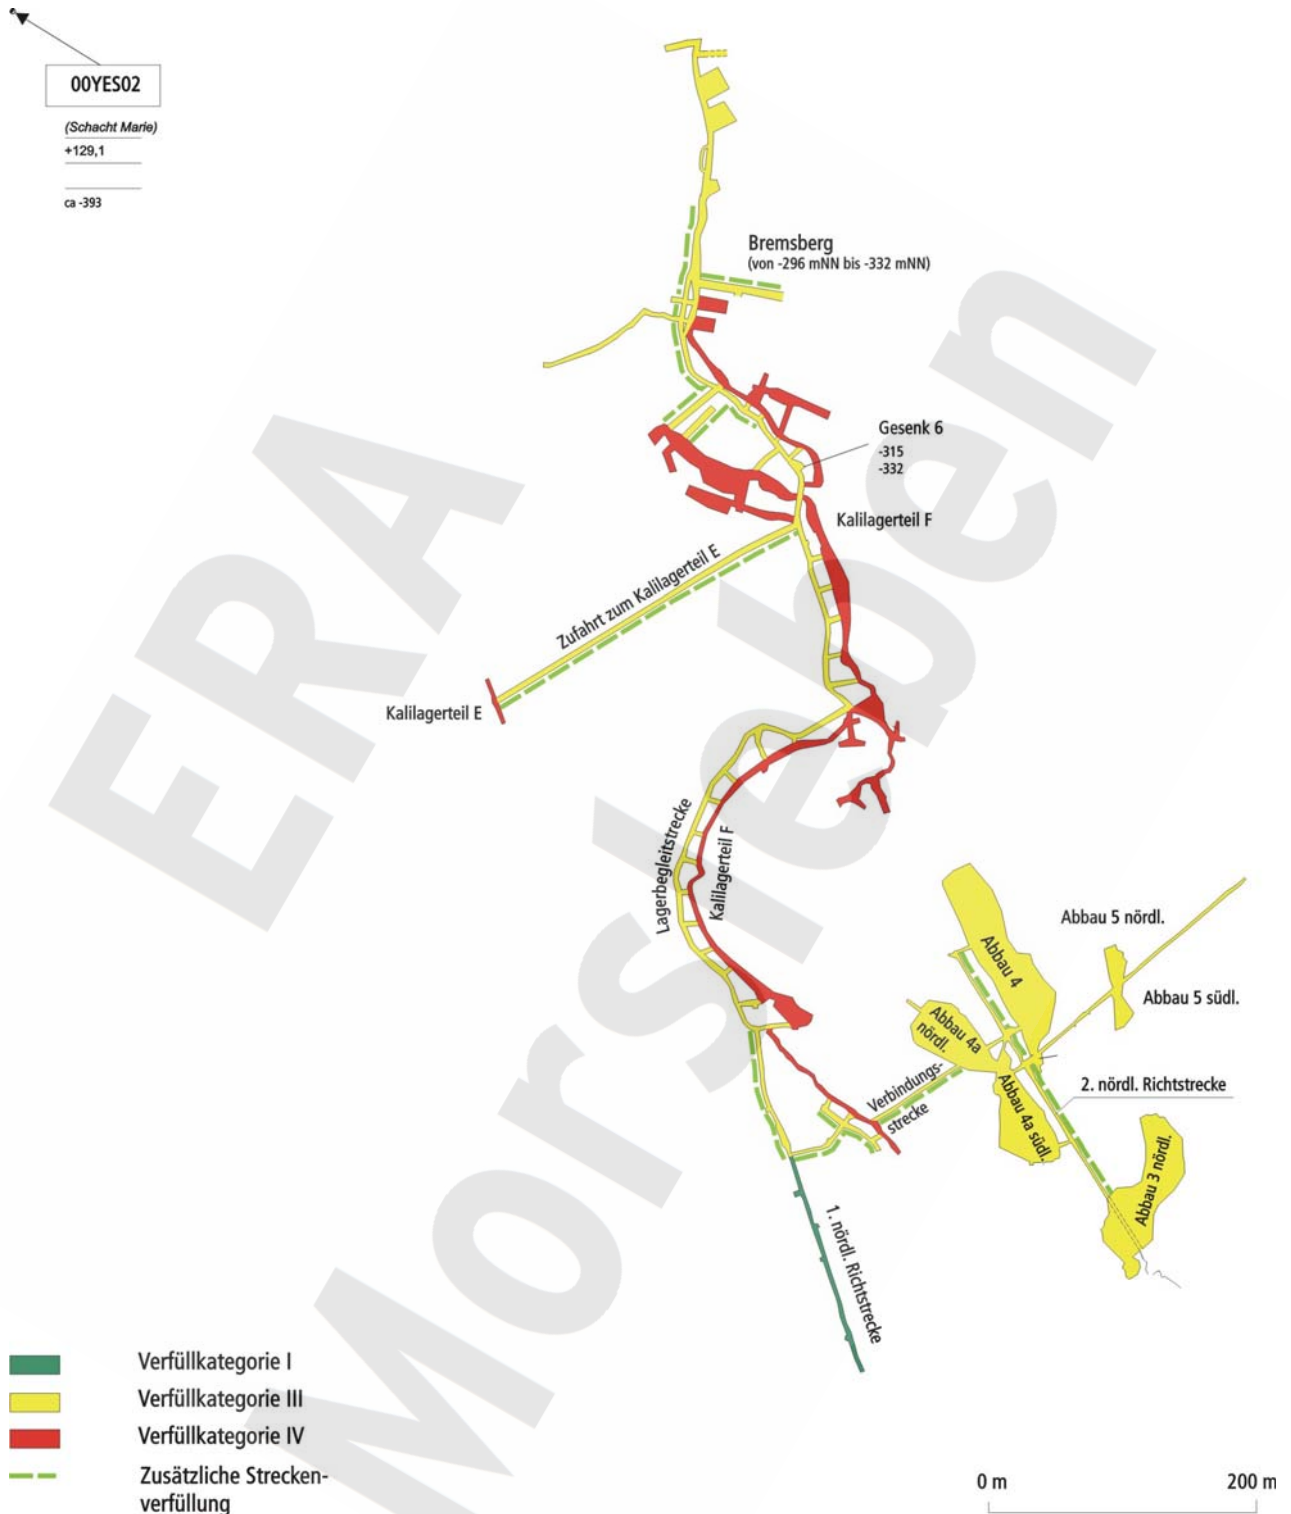 00YES02
(Schacht Marie)
+129,1
ca -393
Bremsberg
(von -296 mNN bis -332 mNN)
Gesenk 6
-315
-332
Kalilagerteil F
Zufahrt zum Kalilagerteil E
Kalilagerteil E
Lagerbegleitstrecke
Kalilagerteil F
Abbau 5 nördl.
Abbau 4
Abbau 5 südl.
Abbau 4a
nördl.
Verbindungs-
strecke
Abbau 4a südl.
2. nördl. Richtstrecke
Abbau 3 nördl.
1. nördl. Richtstrecke
Verfüllkategorie I
Verfüllkategorie III
Verfüllkategorie IV
Zusätzliche Strecken-
verfüllung
0 m
200 m
ERA
Morsleben